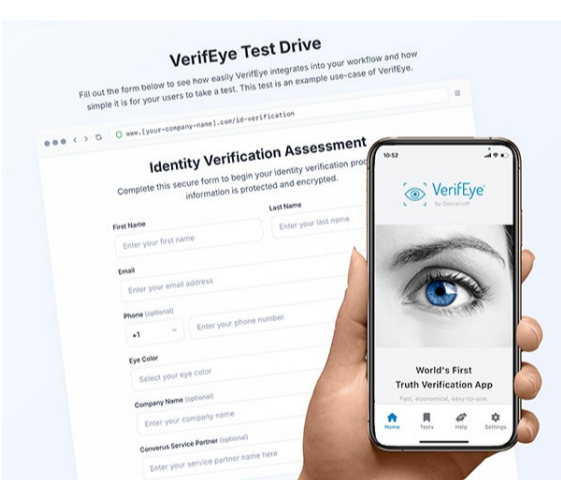 VerifEye Test Drive
Fill out the form below to see how easily VerifEye integrates into your workflow and how
simple it is for your users to take a test. This test is an example use-case of VerifEye.
www.[your-company-name].com/id-verification
Identity Verification Assessment
Complete this secure form to begin your identity verification
information is protected and encrypted.
First Name
Last Name
Enter your first name
Enter your last name
Email
Enter your email address
Phone (optional)
+1
Enter your phone number
Eye Color
Select your eye color
Company Name (optional)
Enter your company name
Converus Service Partner (optional)
Enter your service partner name here
10:52
VerifEye
by Converus®
World's First
Truth Verification App
Fast, economical, easy-to-use.
Home Tests Help Settings